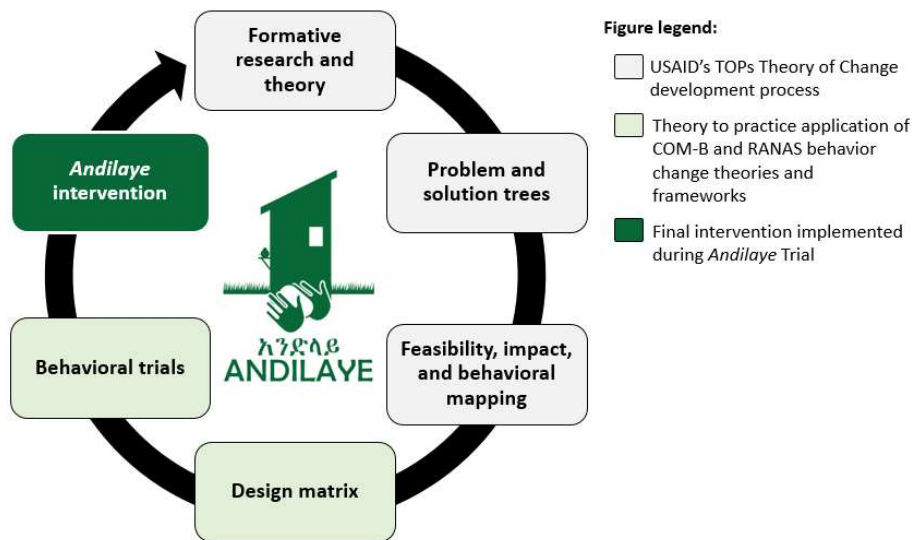 Formative
research and
theory
Problem and
solution trees
Feasibility, impact,
and behavioral
mapping
Design matrix
Behavioral trials
Andilaye
intervention
አንድላይ
ANDILAYE
Figure legend:
USAID’s TOPs Theory of Change
development process
Theory to practice application of
COM-B and RANAS behavior
change theories and
frameworks
Final intervention implemented
during Andilaye Trial